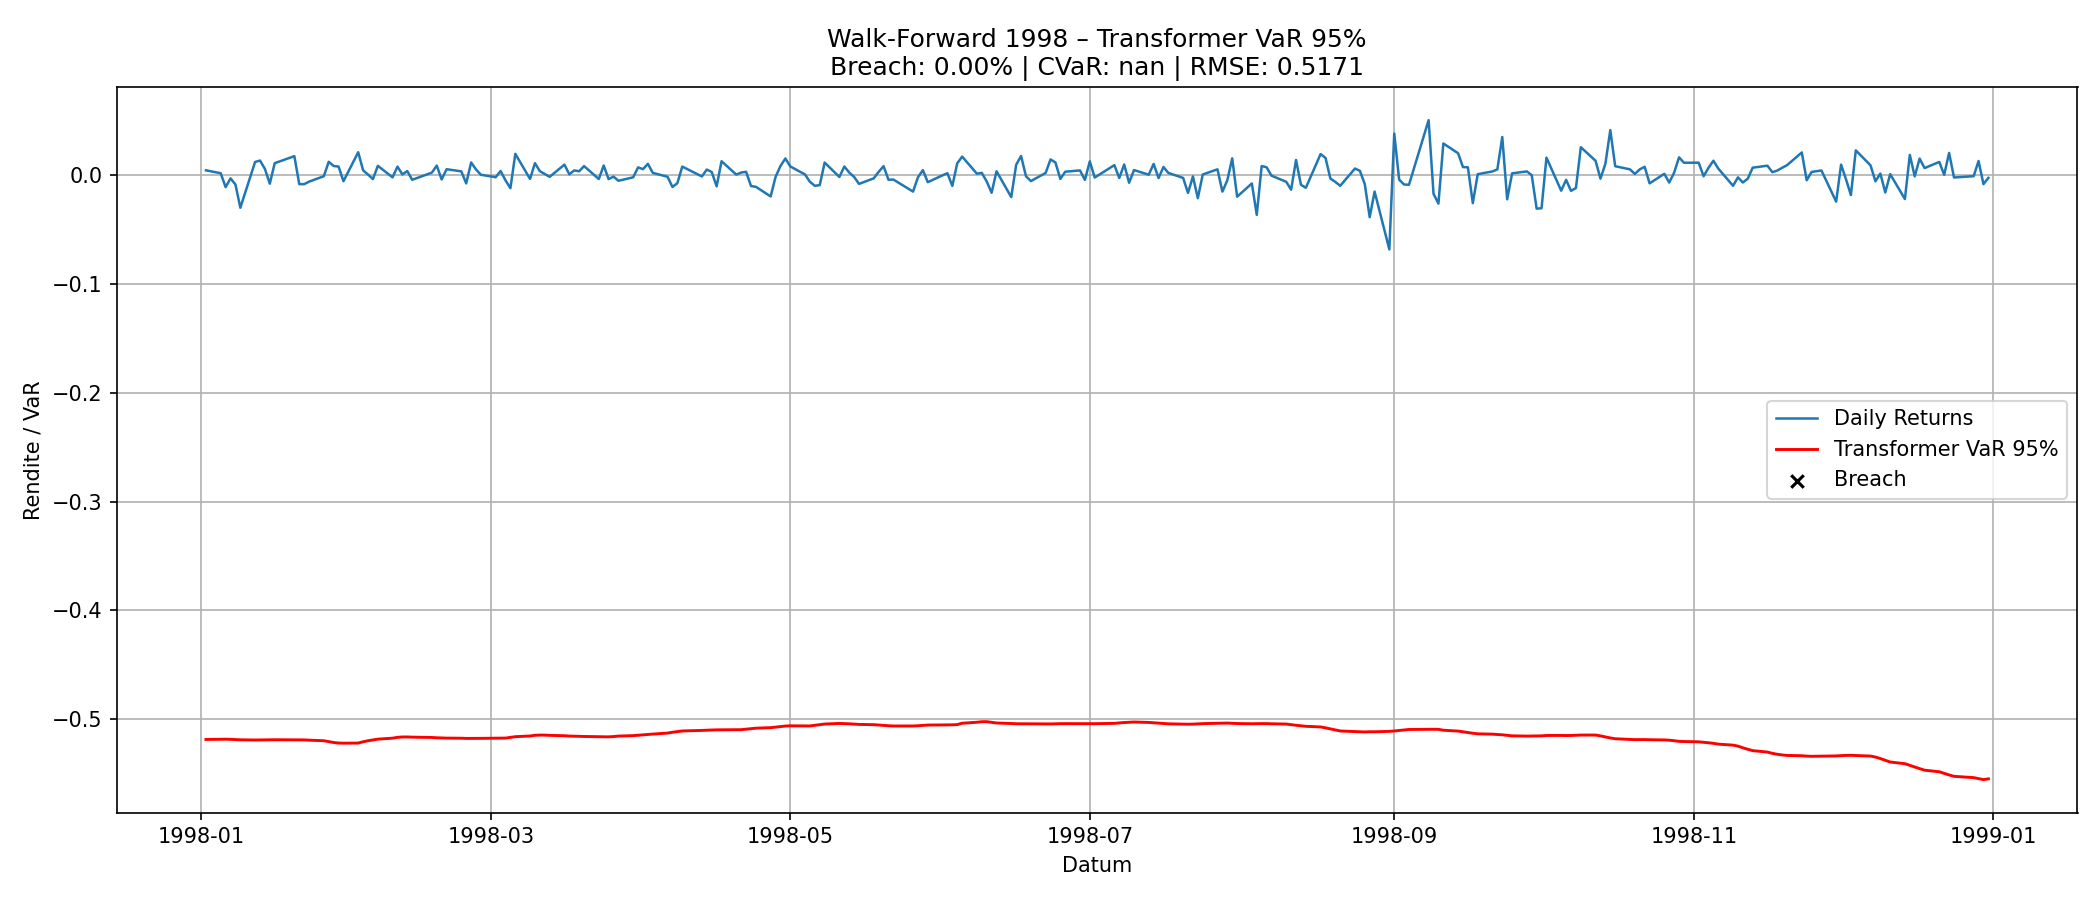 Walk-Forward 1998 – Transformer VaR 95%
Breach: 0.00% | CVaR: nan | RMSE: 0.5171
Rendite / VaR
0.0
−0.1
−0.2
−0.3
−0.4
−0.5
Daily Returns
Transformer VaR 95%
Breach
1998-01 1998-03 1998-05 1998-07 1998-09 1998-11 1999-01
Datum